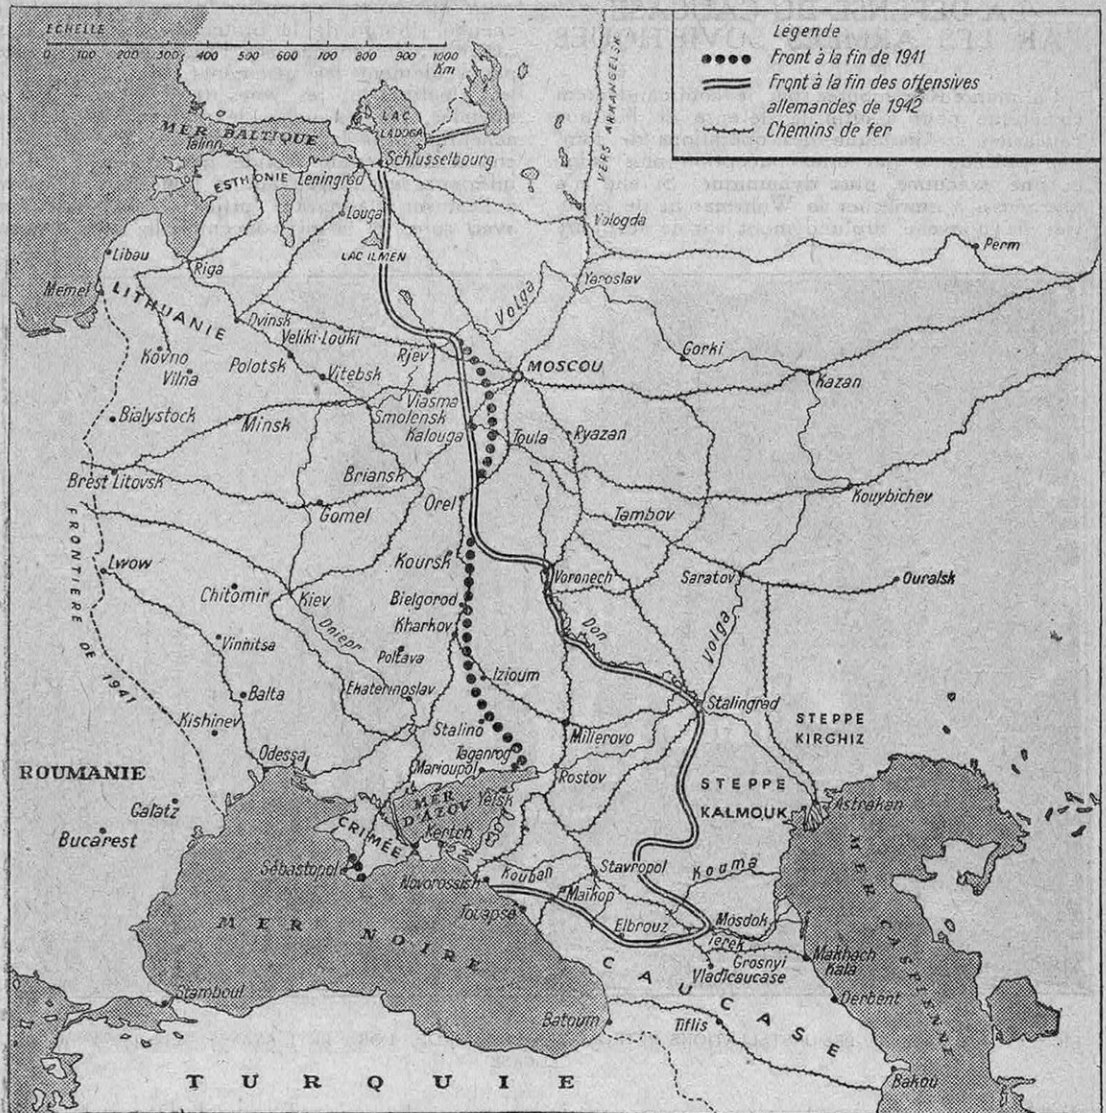 ECHELLE
0 100 200 300 400 500 600 700 800 900 1000
Km
Légende
Front à la fin de 1941
Front à la fin des offensives
allemandes de 1942
Chemins de fer
VERS ARKANGELSK
LAC
LADOGA
MER BALTIQUE
Talinn
Schlusselbourg
ESTHONIE
Leningrad
Louga
Vologda
Perm
LAC ILMEN
Libau
Riga
Yaroslav
Memel
LITHUANIE
Volga
Dvinsk
Veliki-Louki
Rjev
Gorki
Kovno
Vilna
Polotsk
MOSCOU
Vitebsk
Kazan
Viasma
Bialystock
Minsk
Smolensk
Kalouga
Toula
Ryazan
Brest Litovsk
Briansk
Kouybichev
Orel
Gomel
Tambov
FRONTIERE DE 1941
Lwow
Koursk
Voronech
Saratov
Ouralsk
Chitomir
Kiev
Bielgorod
Dniepr
Kharkov
Don
Volga
Vinnitsa
Poltava
Izioum
Balta
Ekaterinoslav
Stalingrad
Kishinev
Stalino
Millerovo
STEPPE
KIRGHIZ
Odessa
Taganrog
Marioupol
Rostov
ROUMANIE
MER
D'AZOV
Yeisk
STEPPE
KALMOUK
Astrakan
Galatz
CRIMÉE
Bucarest
Kertch
Sébastopol
Kouban
Stavropol
Kouma
Novorossisk
Maïkop
MER CASPIENNE
Touapse
Elbrouz
Mosdok
MER NOIRE
Terek
Grosnyi
Makhach
Kala
Vladicaucase
CAUCASE
Stamboul
Derbent
Batoum
Tiflis
TURQUIE
Bakou